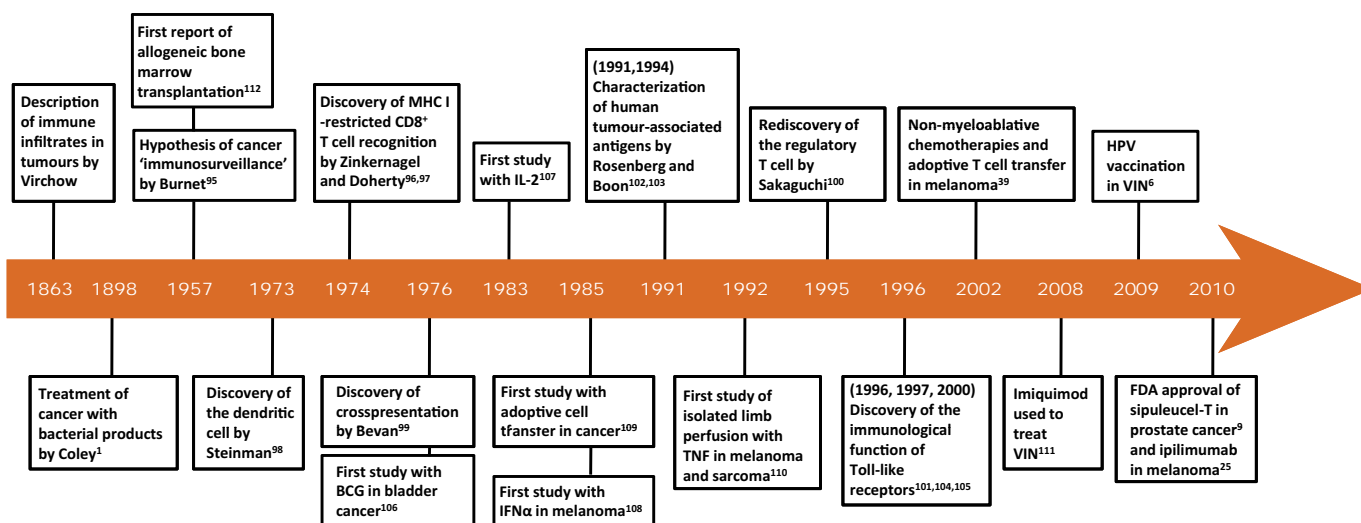 First report of
allogeneic bone
marrow
transplantation¹¹²
Description
of immune
infiltrates in
tumours by
Virchow
Hypothesis of cancer
‘immunosurveillance’
by Burnet⁹⁵
Discovery of MHC I
-restricted CD8⁺
T cell recognition
by Zinkernagel
and Doherty⁹⁶,⁹⁷
First study
with IL-2¹⁰⁷
(1991,1994)
Characterization
of human
tumour-associated
antigens by
Rosenberg and
Boon¹⁰²,¹⁰³
Rediscovery of
the regulatory
T cell by
Sakaguchi¹⁰⁰
Non-myeloablative
chemotherapies and
adoptive T cell transfer
in melanoma³⁹
HPV
vaccination
in VIN⁶
1863 1898 1957 1973 1974 1976 1983 1985 1991 1992 1995 1996 2002 2008 2009 2010
Treatment of
cancer with
bacterial products
by Coley¹
Discovery of
the dendritic
cell by
Steinman⁹⁸
Discovery of
crosspresentation
by Bevan⁹⁹
First study with
BCG in bladder
cancer¹⁰⁶
First study with
adoptive cell
tfanster in cancer¹⁰⁹
First study with
IFNα in melanoma¹⁰⁸
First study of
isolated limb
perfusion with
TNF in melanoma
and sarcoma¹¹⁰
(1996, 1997, 2000)
Discovery of the
immunological
function of
Toll-like
receptors¹⁰¹,¹⁰⁴,¹⁰⁵
Imiquimod
used to
treat
VIN¹¹¹
FDA approval of
sipuleucel-T in
prostate cancer⁹
and ipilimumab
in melanoma²⁵